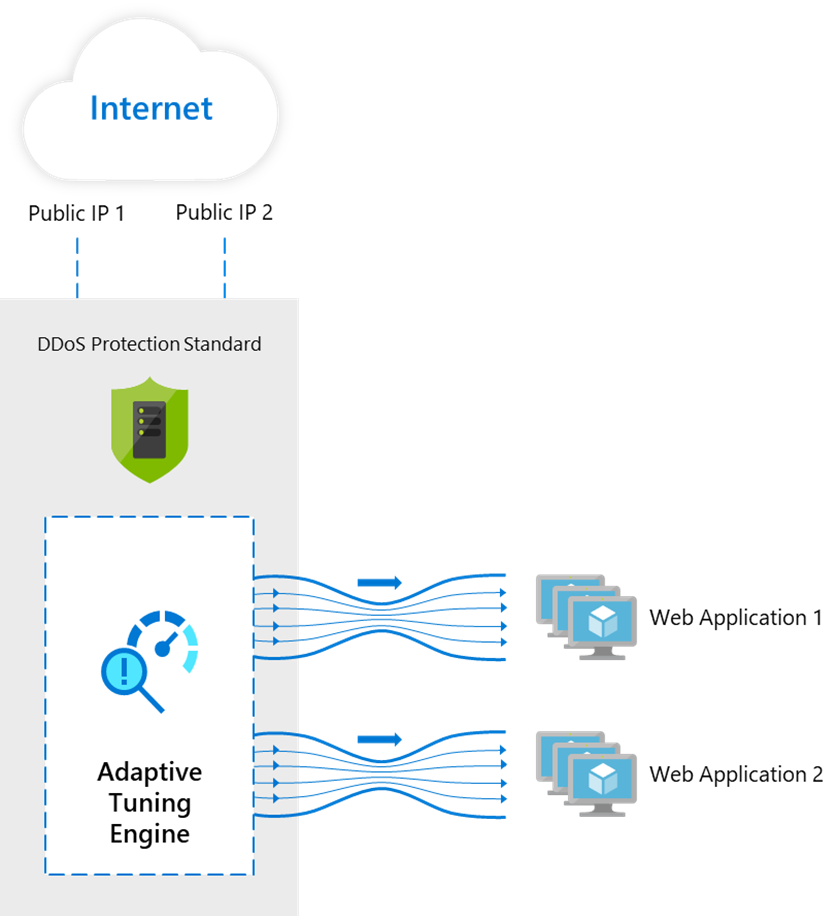 Internet
Public IP 1
Public IP 2
DDoS Protection Standard
Web Application 1
Web Application 2
Adaptive
Tuning
Engine